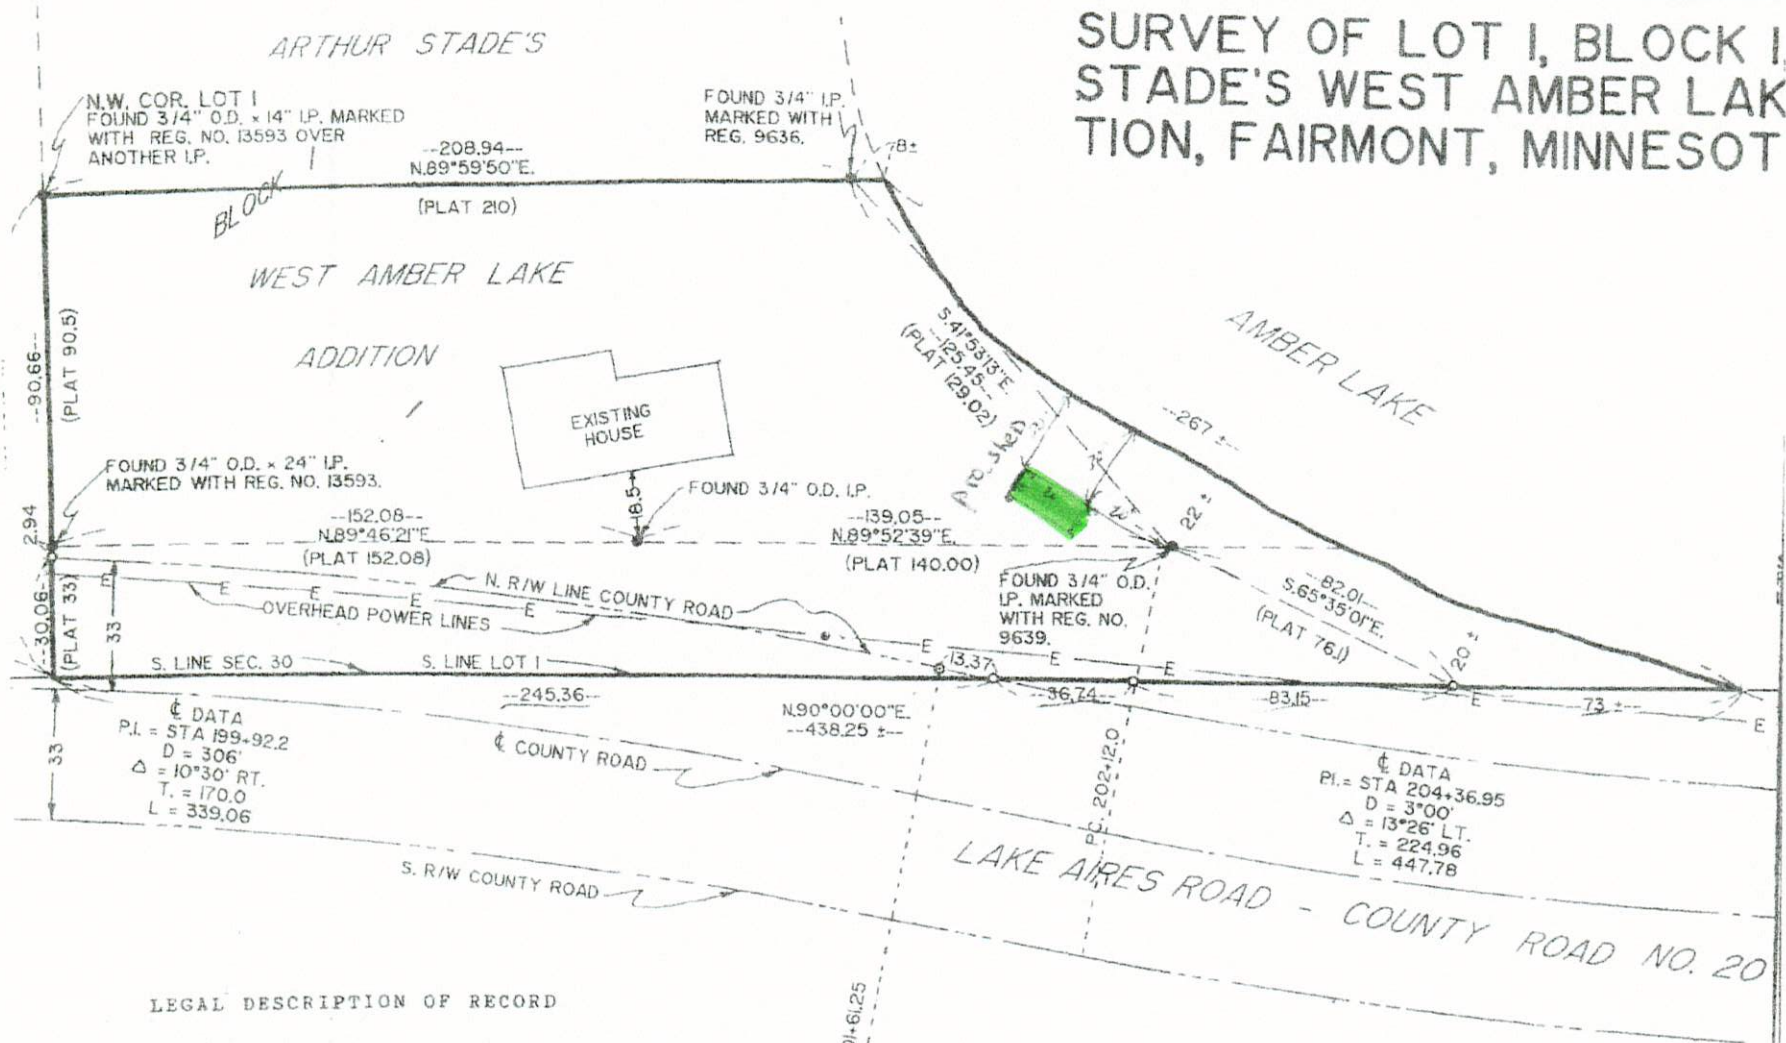 SURVEY OF LOT 1, BLOCK 1,
STADE'S WEST AMBER LAK
TION, FAIRMONT, MINNESOT
ARTHUR STADE'S
N.W. COR. LOT 1
FOUND 3/4" O.D. x 14" I.P. MARKED
WITH REG. NO. 13593 OVER
ANOTHER I.P.
FOUND 3/4" I.P.
MARKED WITH
REG. 9636.
8±
--208.94--
N.89°59'50"E.
(PLAT 210)
BLOCK 1
WEST AMBER LAKE
ADDITION
--90.66--
(PLAT 90.5)
EXISTING
HOUSE
S.41°53'13"E.
--125.45--
(PLAT 129.02)
AMBER LAKE
--267 ±--
FOUND 3/4" O.D. x 24" I.P.
MARKED WITH REG. NO. 13593.
18.5
FOUND 3/4" O.D. I.P.
2.94
--152.08--
N.89°46'21"E
(PLAT 152.08)
--139.05--
N.89°52'39"E.
(PLAT 140.00)
22 ±
FOUND 3/4" O.D.
I.P. MARKED
WITH REG. NO.
9639.
--82.01--
S.65°35'01"E.
(PLAT 76.1)
20 ±
--30.06--
(PLAT 33)
33
E E E E E E E E E E
N. R/W LINE COUNTY ROAD
OVERHEAD POWER LINES
S. LINE SEC. 30
S. LINE LOT 1
13.37
--245.36--
N.90°00'00"E.
--438.25 ±--
--36.74--
--83.15--
--73 ±--
33
℄ DATA
P.I. = STA 199+92.2
D = 306'
Δ = 10°30' RT.
T. = 170.0
L = 339.06
℄ COUNTY ROAD
P.C. 202+12.0
℄ DATA
P.I. = STA 204+36.95
D = 3°00'
Δ = 13°26' LT.
T. = 224.96
L = 447.78
S. R/W COUNTY ROAD
LAKE AIRES ROAD - COUNTY ROAD NO. 20
LEGAL DESCRIPTION OF RECORD
01+61.25